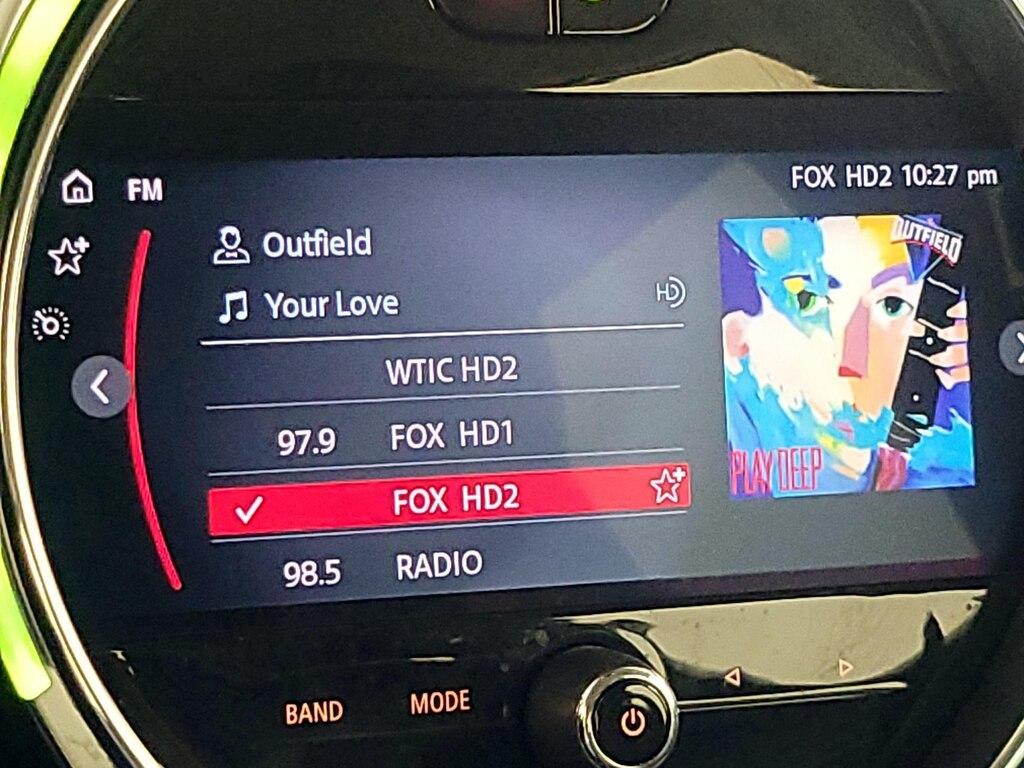 FM
FOX HD2 10:27 pm
Outfield
Your Love
HD
WTIC HD2
97.9 FOX HD1
FOX HD2
98.5 RADIO
OUTFIELD
PLAY DEEP
BAND MODE